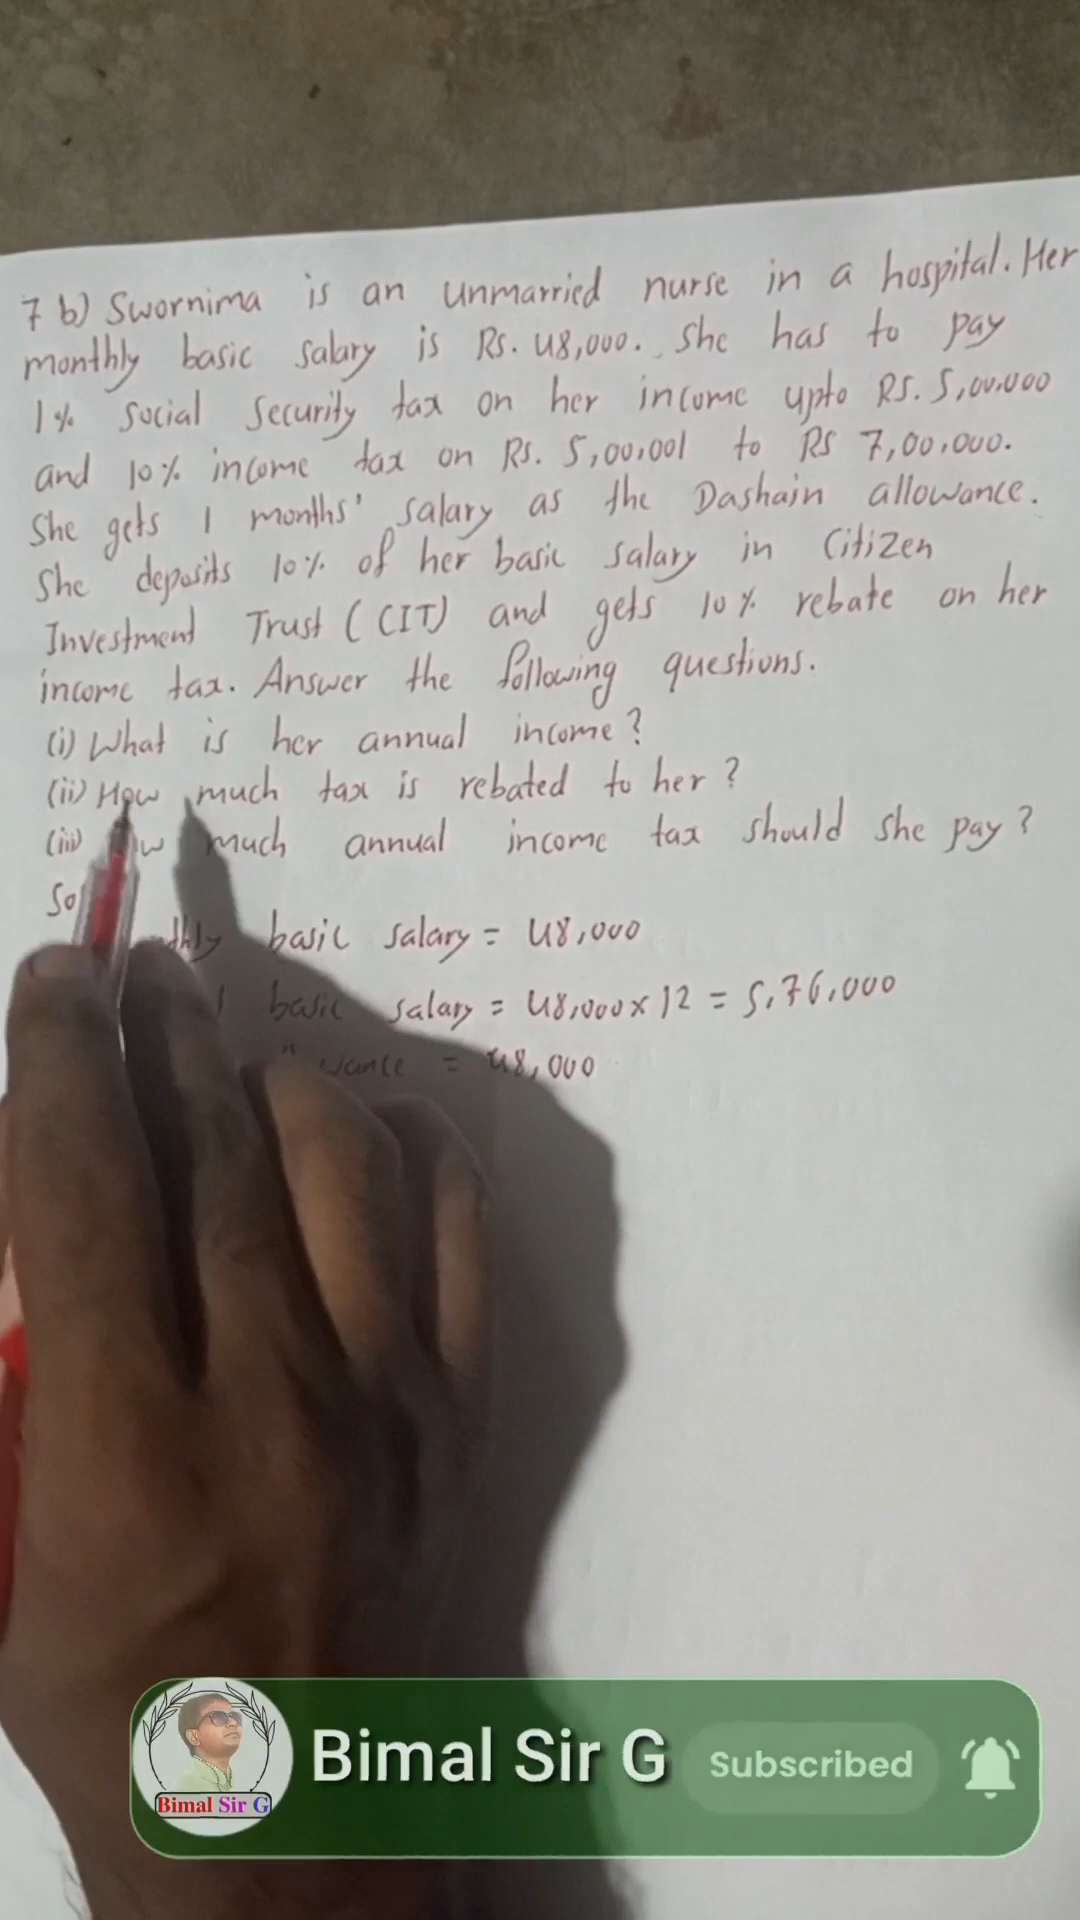 7 b) Swornima is an unmarried nurse in a hospital. Her
monthly basic salary is Rs. 48,000. She has to pay
1% Social Security tax on her income upto Rs. 5,00,000
and 10% income tax on Rs. 5,00,001 to Rs 7,00,000.
She gets 1 months' salary as the Dashain allowance.
She deposits 10% of her basic salary in Citizen
Investment Trust (CIT) and gets 10% rebate on her
income tax. Answer the following questions.
(i) What is her annual income?
(ii) How much tax is rebated to her?
(iii) much annual income tax should she pay?
basic salary = 48,000
basic salary = 48,000 x 12 = 5,76,000
= 48,000
Bimal Sir G
Subscribed
Bimal Sir G